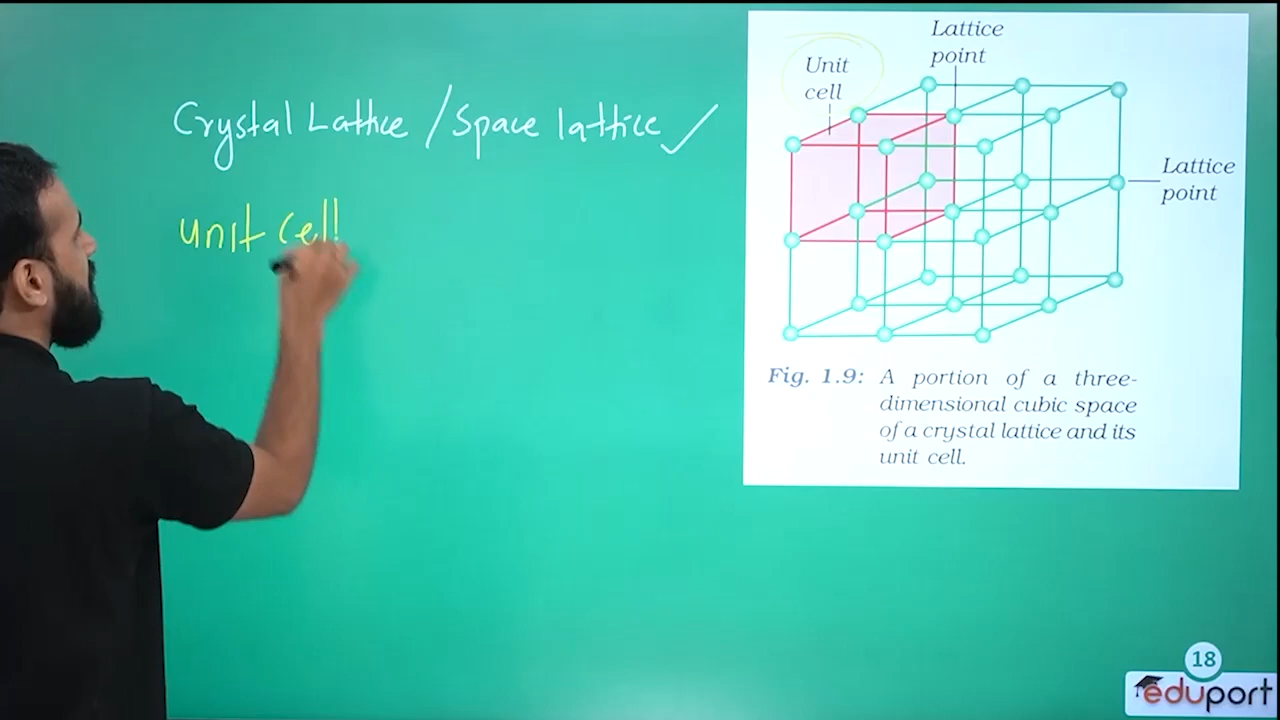 Crystal Lattice / Space lattice ✓
unit cell
Lattice
point
Unit
cell
Lattice
point
Fig. 1.9: A portion of a three-
dimensional cubic space
of a crystal lattice and its
unit cell.
18
eduport